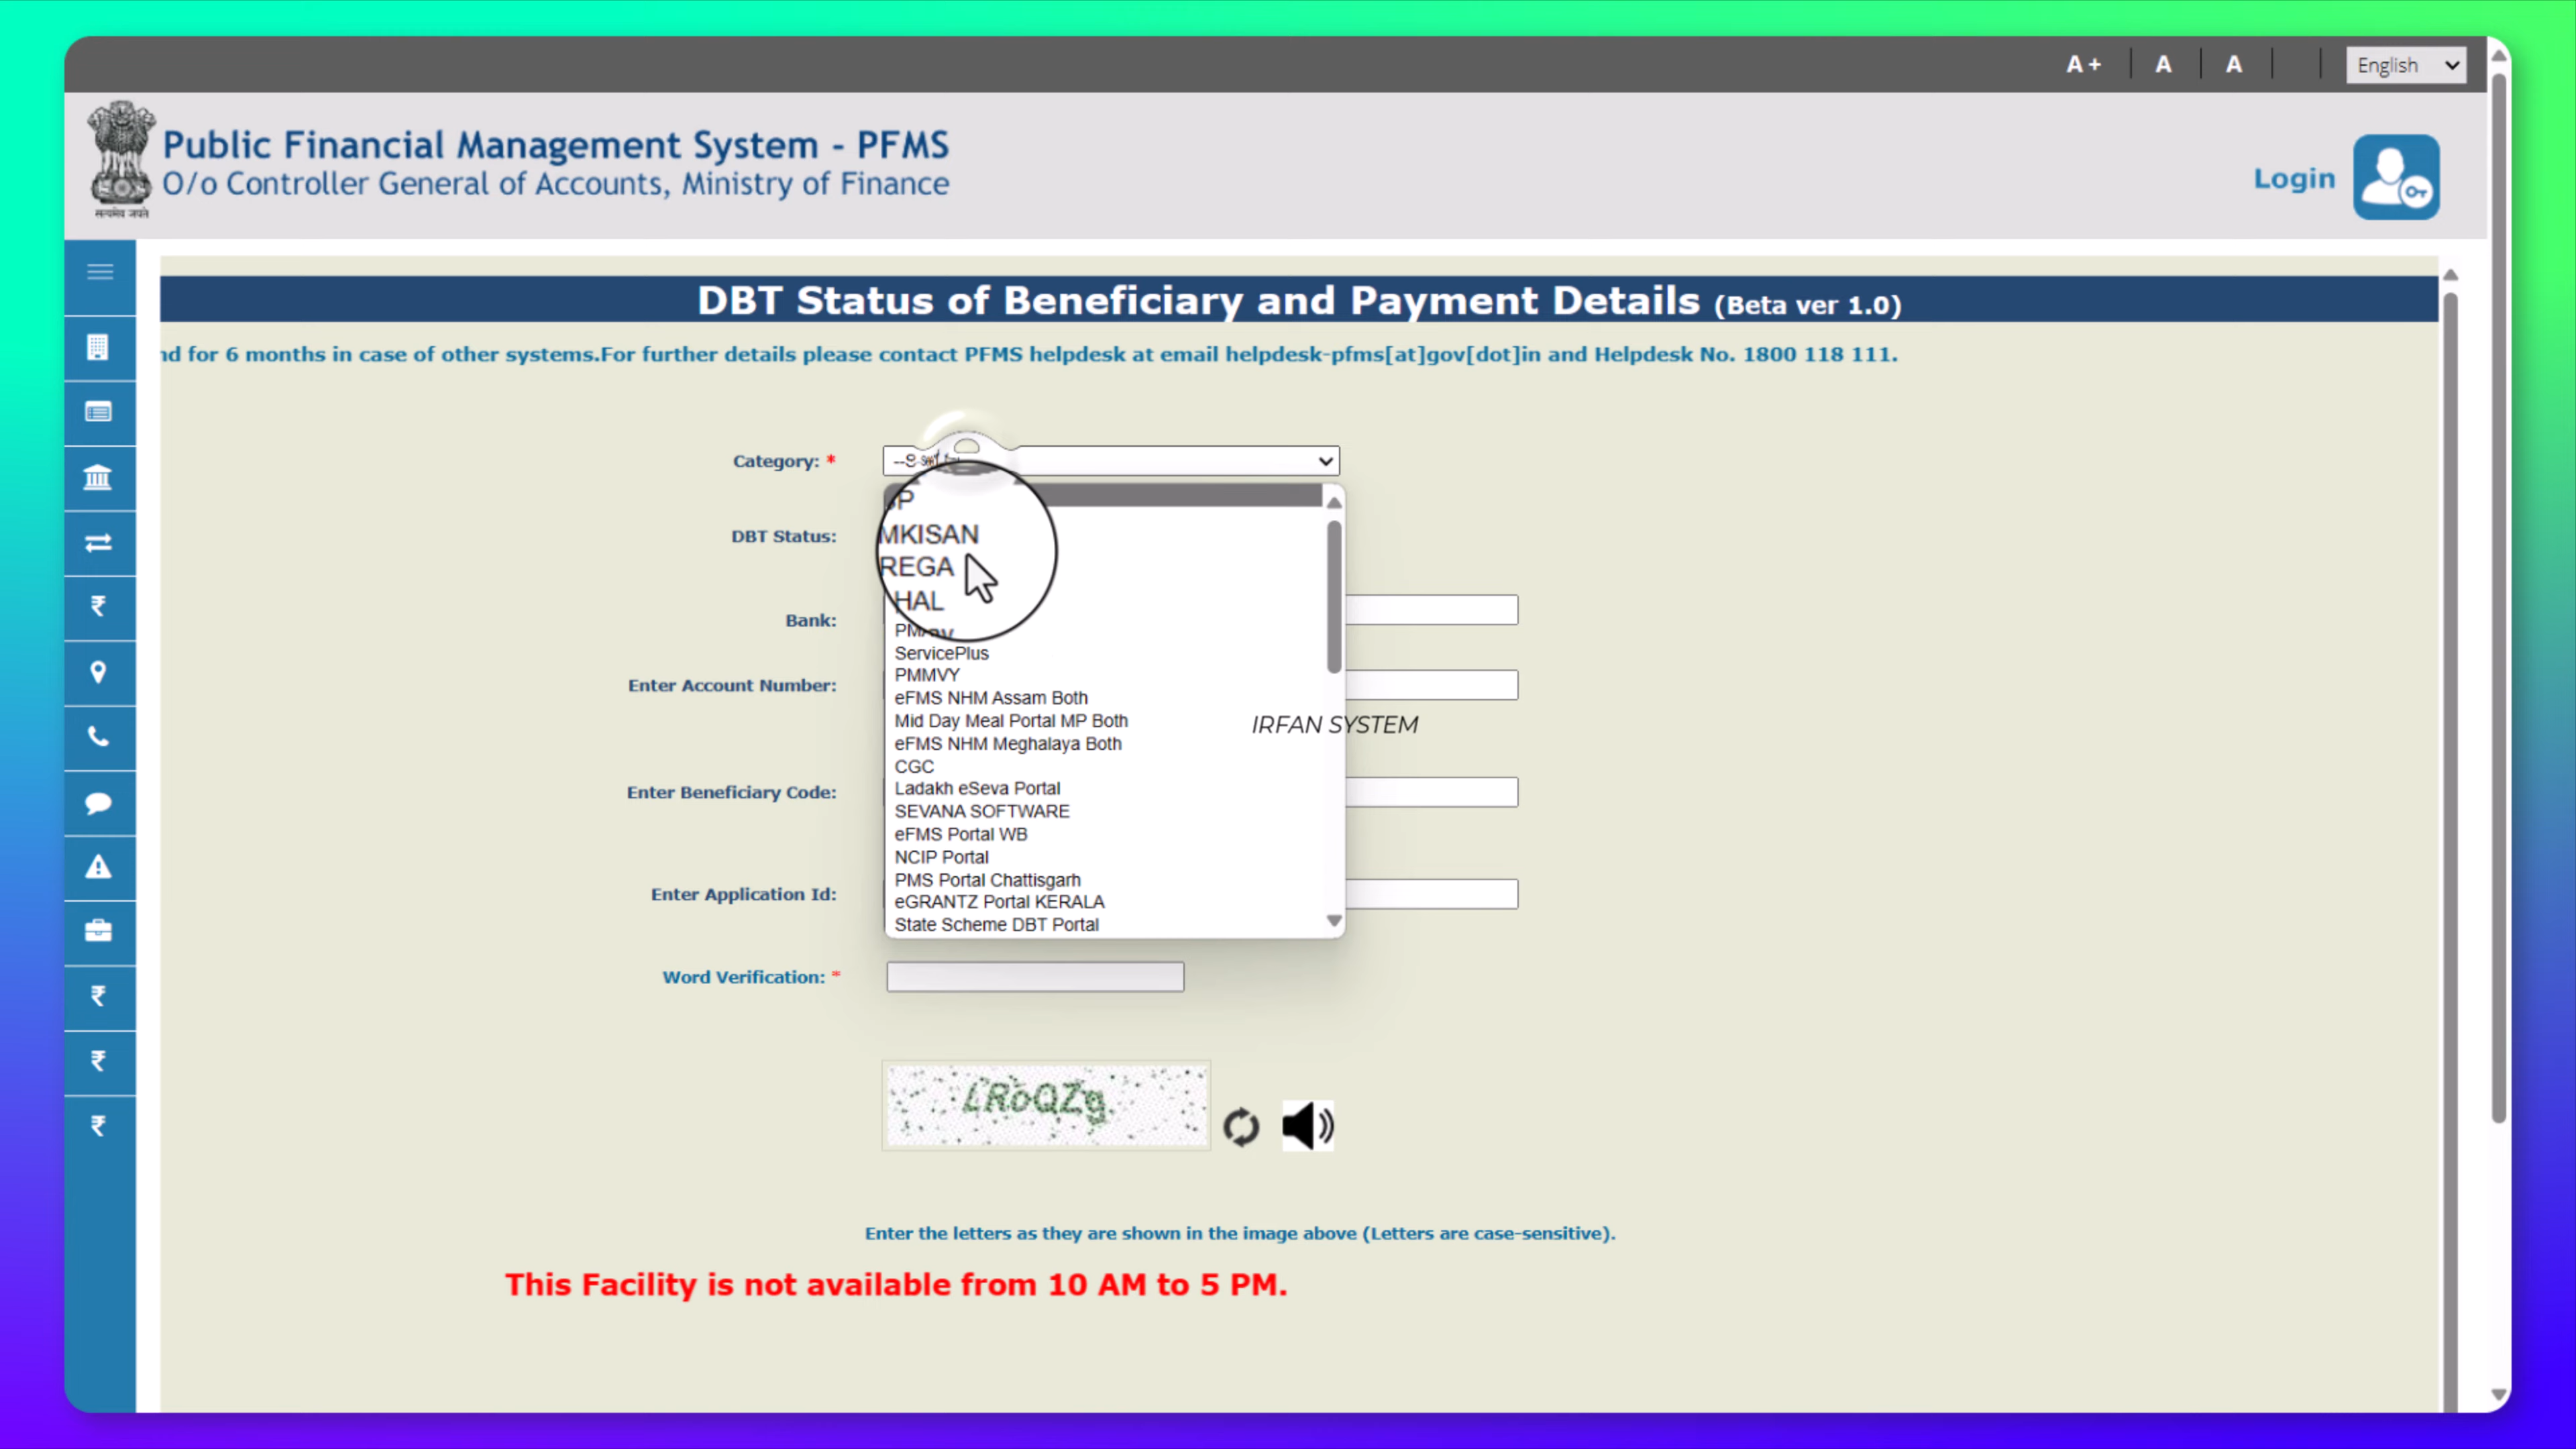 A+ A A English
Public Financial Management System - PFMS
O/o Controller General of Accounts, Ministry of Finance
सत्यमेव जयते
Login
DBT Status of Beneficiary and Payment Details (Beta ver 1.0)
nd for 6 months in case of other systems.For further details please contact PFMS helpdesk at email helpdesk-pfms[at]gov[dot]in and Helpdesk No. 1800 118 111.
Category: *
DBT Status:
MKISAN
REGA
HAL
Bank:
ServicePlus
PMMVY
Enter Account Number:
eFMS NHM Assam Both
Mid Day Meal Portal MP Both
IRFAN SYSTEM
eFMS NHM Meghalaya Both
CGC
Ladakh eSeva Portal
Enter Beneficiary Code:
SEVANA SOFTWARE
eFMS Portal WB
NCIP Portal
PMS Portal Chattisgarh
Enter Application Id:
eGRANTZ Portal KERALA
State Scheme DBT Portal
Word Verification: *
LRoQZg
Enter the letters as they are shown in the image above (Letters are case-sensitive).
This Facility is not available from 10 AM to 5 PM.